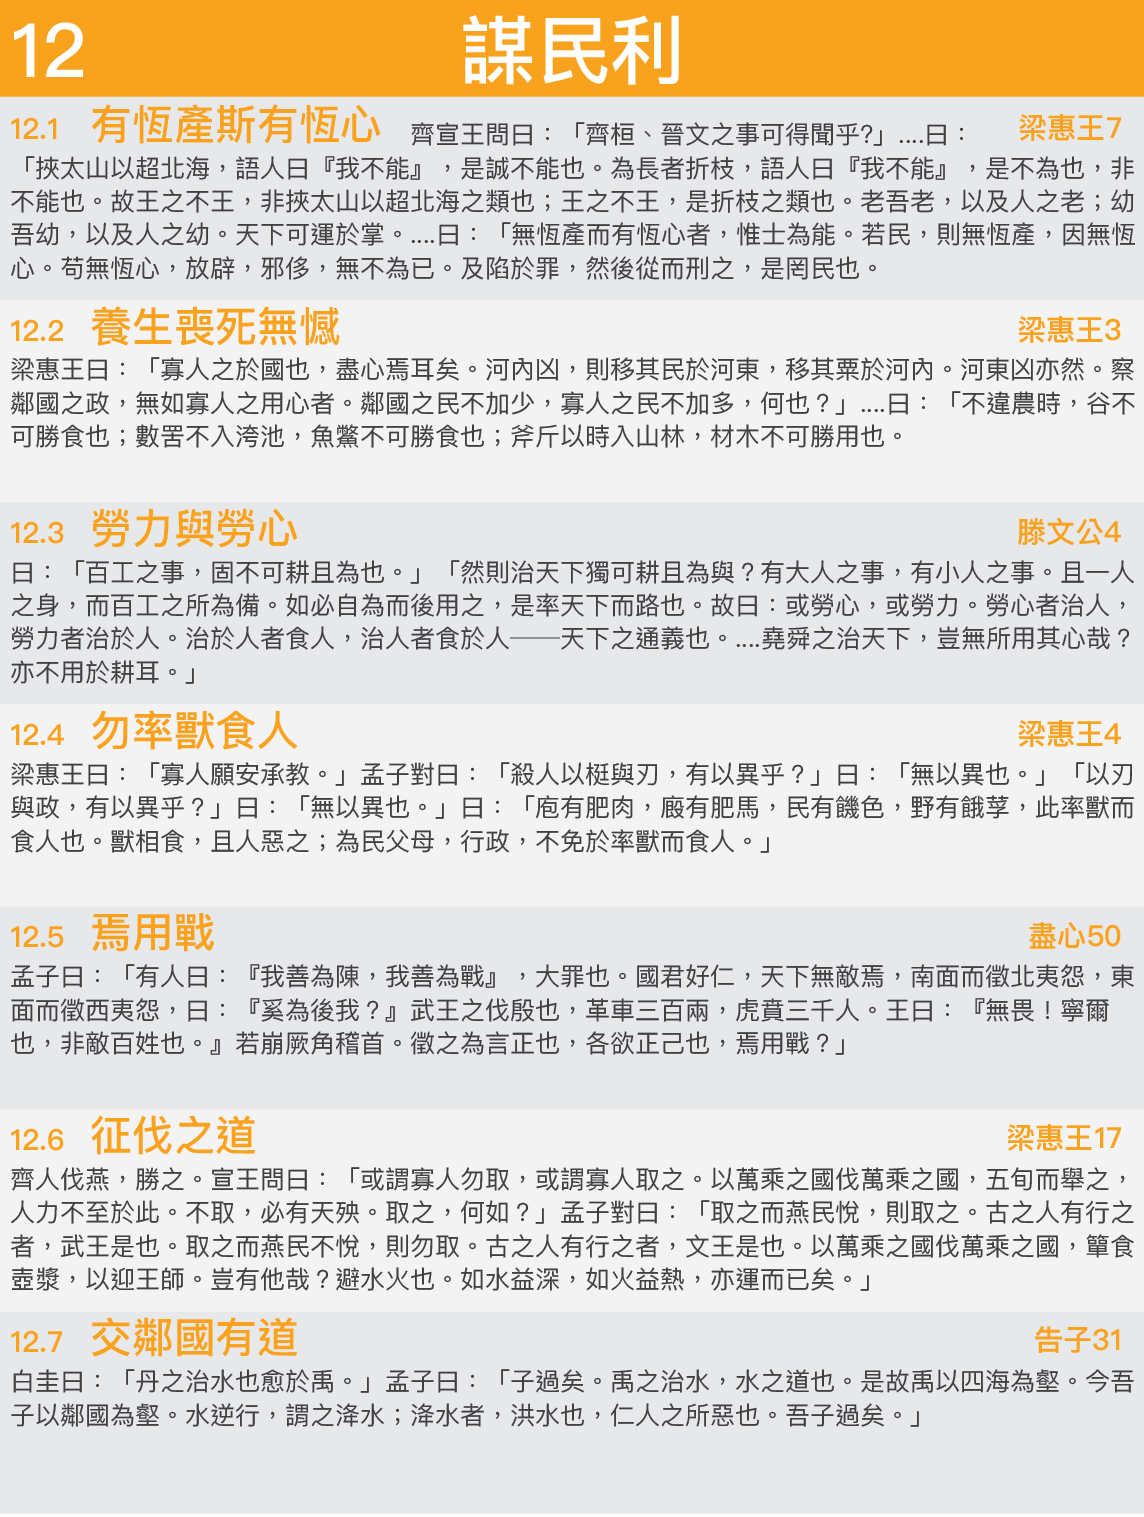 12 謀民利
12.1 有恆產斯有恆心 齊宣王問曰：「齊桓、晉文之事可得聞乎?」....曰： 梁惠王7
「挾太山以超北海，語人曰『我不能』，是誠不能也。為長者折枝，語人曰『我不能』，是不為也，非
不能也。故王之不王，非挾太山以超北海之類也；王之不王，是折枝之類也。老吾老，以及人之老；幼
吾幼，以及人之幼。天下可運於掌。....曰：「無恆產而有恆心者，惟士為能。若民，則無恆產，因無恆
心。苟無恆心，放辟，邪侈，無不為已。及陷於罪，然後從而刑之，是罔民也。
12.2 養生喪死無憾 梁惠王3
梁惠王曰：「寡人之於國也，盡心焉耳矣。河內凶，則移其民於河東，移其粟於河內。河東凶亦然。察
鄰國之政，無如寡人之用心者。鄰國之民不加少，寡人之民不加多，何也？」....曰：「不違農時，谷不
可勝食也；數罟不入洿池，魚鱉不可勝食也；斧斤以時入山林，材木不可勝用也。
12.3 勞力與勞心 滕文公4
曰：「百工之事，固不可耕且為也。」「然則治天下獨可耕且為與？有大人之事，有小人之事。且一人
之身，而百工之所為備。如必自為而後用之，是率天下而路也。故曰：或勞心，或勞力。勞心者治人，
勞力者治於人。治於人者食人，治人者食於人──天下之通義也。....堯舜之治天下，豈無所用其心哉？
亦不用於耕耳。」
12.4 勿率獸食人 梁惠王4
梁惠王曰：「寡人願安承教。」孟子對曰：「殺人以梃與刃，有以異乎？」曰：「無以異也。」「以刃
與政，有以異乎？」曰：「無以異也。」曰：「庖有肥肉，廄有肥馬，民有饑色，野有餓莩，此率獸而
食人也。獸相食，且人惡之；為民父母，行政，不免於率獸而食人。」
12.5 焉用戰 盡心50
孟子曰：「有人曰：『我善為陳，我善為戰』，大罪也。國君好仁，天下無敵焉，南面而徵北夷怨，東
面而徵西夷怨，曰：『奚為後我？』武王之伐殷也，革車三百兩，虎賁三千人。王曰：『無畏！寧爾
也，非敵百姓也。』若崩厥角稽首。徵之為言正也，各欲正己也，焉用戰？」
12.6 征伐之道 梁惠王17
齊人伐燕，勝之。宣王問曰：「或謂寡人勿取，或謂寡人取之。以萬乘之國伐萬乘之國，五旬而舉之，
人力不至於此。不取，必有天殃。取之，何如？」孟子對曰：「取之而燕民悅，則取之。古之人有行之
者，武王是也。取之而燕民不悅，則勿取。古之人有行之者，文王是也。以萬乘之國伐萬乘之國，簞食
壺漿，以迎王師。豈有他哉？避水火也。如水益深，如火益熱，亦運而已矣。」
12.7 交鄰國有道 告子31
白圭曰：「丹之治水也愈於禹。」孟子曰：「子過矣。禹之治水，水之道也。是故禹以四海為壑。今吾
子以鄰國為壑。水逆行，謂之洚水；洚水者，洪水也，仁人之所惡也。吾子過矣。」